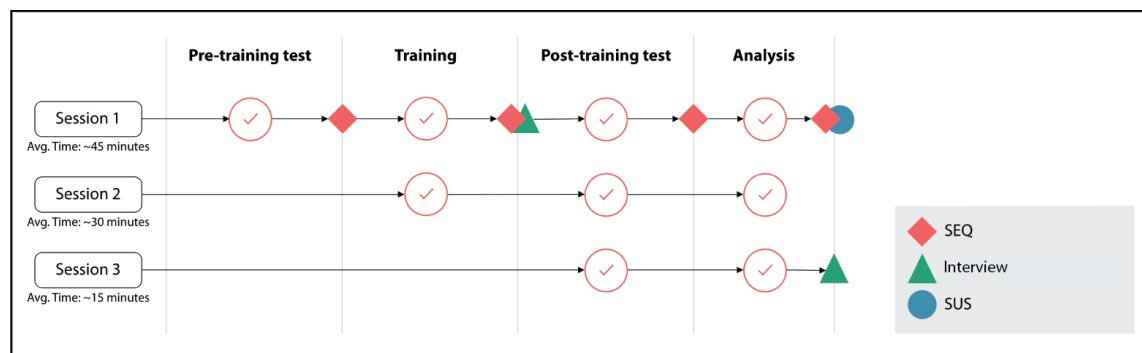 Pre-training test
Training
Post-training test
Analysis
Session 1
Avg. Time: ~45 minutes
Session 2
Avg. Time: ~30 minutes
Session 3
Avg. Time: ~15 minutes
SEQ
Interview
SUS